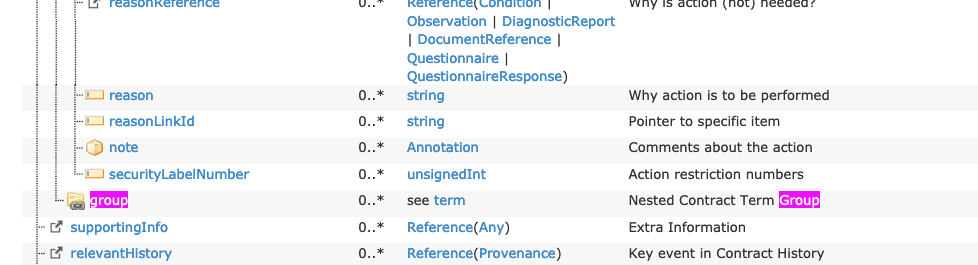 reasonReference 0..* Reference(Condition | Why is action (not) needed?
Observation | DiagnosticReport
| DocumentReference |
Questionnaire |
QuestionnaireResponse)
reason 0..* string Why action is to be performed
reasonLinkId 0..* string Pointer to specific item
note 0..* Annotation Comments about the action
securityLabelNumber 0..* unsignedInt Action restriction numbers
group 0..* see term Nested Contract Term Group
supportingInfo 0..* Reference(Any) Extra Information
relevantHistory 0..* Reference(Provenance) Key event in Contract History